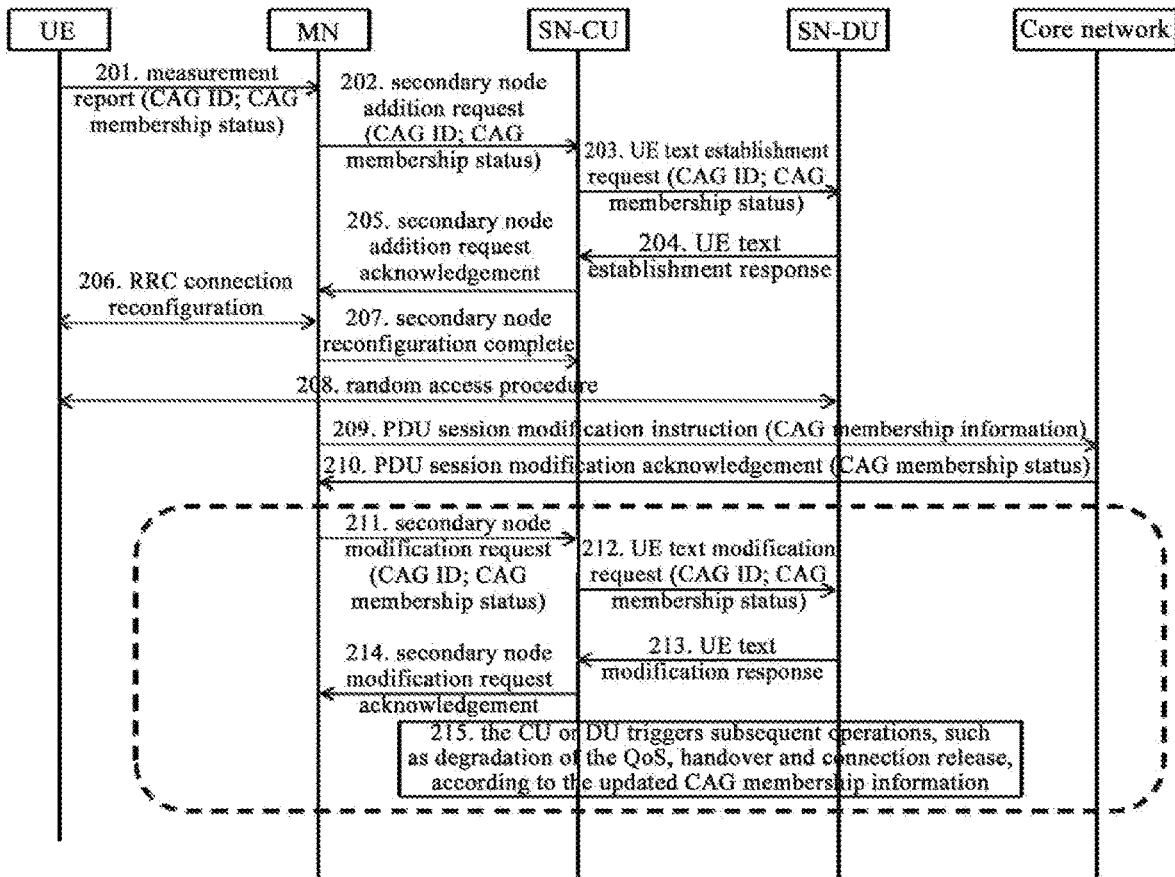 UE
MN
SN-CU
SN-DU
Core network
201. measurement
report (CAG ID; CAG
membership status)
202. secondary node
addition request
(CAG ID; CAG
membership status)
203. UE text establishment
request (CAG ID; CAG
membership status)
204. UE text
establishment response
205. secondary node
addition request
acknowledgement
206. RRC connection
reconfiguration
207. secondary node
reconfiguration complete
208. random access procedure
209. PDU session modification instruction (CAG membership information)
210. PDU session modification acknowledgement (CAG membership status)
211. secondary node
modification request
(CAG ID; CAG
membership status)
212. UE text modification
request (CAG ID; CAG
membership status)
213. UE text
modification response
214. secondary node
modification request
acknowledgement
215. the CU or DU triggers subsequent operations, such
as degradation of the QoS, handover and connection release,
according to the updated CAG membership information